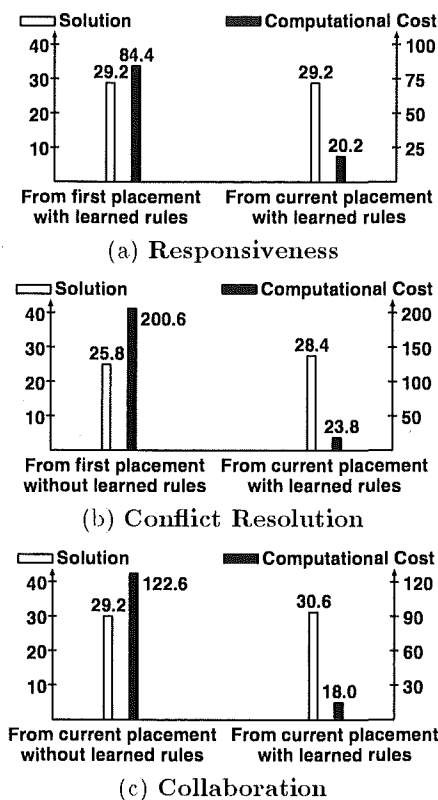 Solution Computational Cost
40 100
84.4
30 29.2 29.2 75
20 50
20.2
10 25
From first placement From current placement
with learned rules with learned rules
(a) Responsiveness
Solution Computational Cost
40 200
200.6
30 28.4 150
25.8
20 100
23.8
10 50
From first placement From current placement
without learned rules with learned rules
(b) Conflict Resolution
Solution Computational Cost
40 122.6 120
30 29.2 30.6 90
20 60
18.0
10 30
From current placement From current placement
without learned rules with learned rules
(c) Collaboration